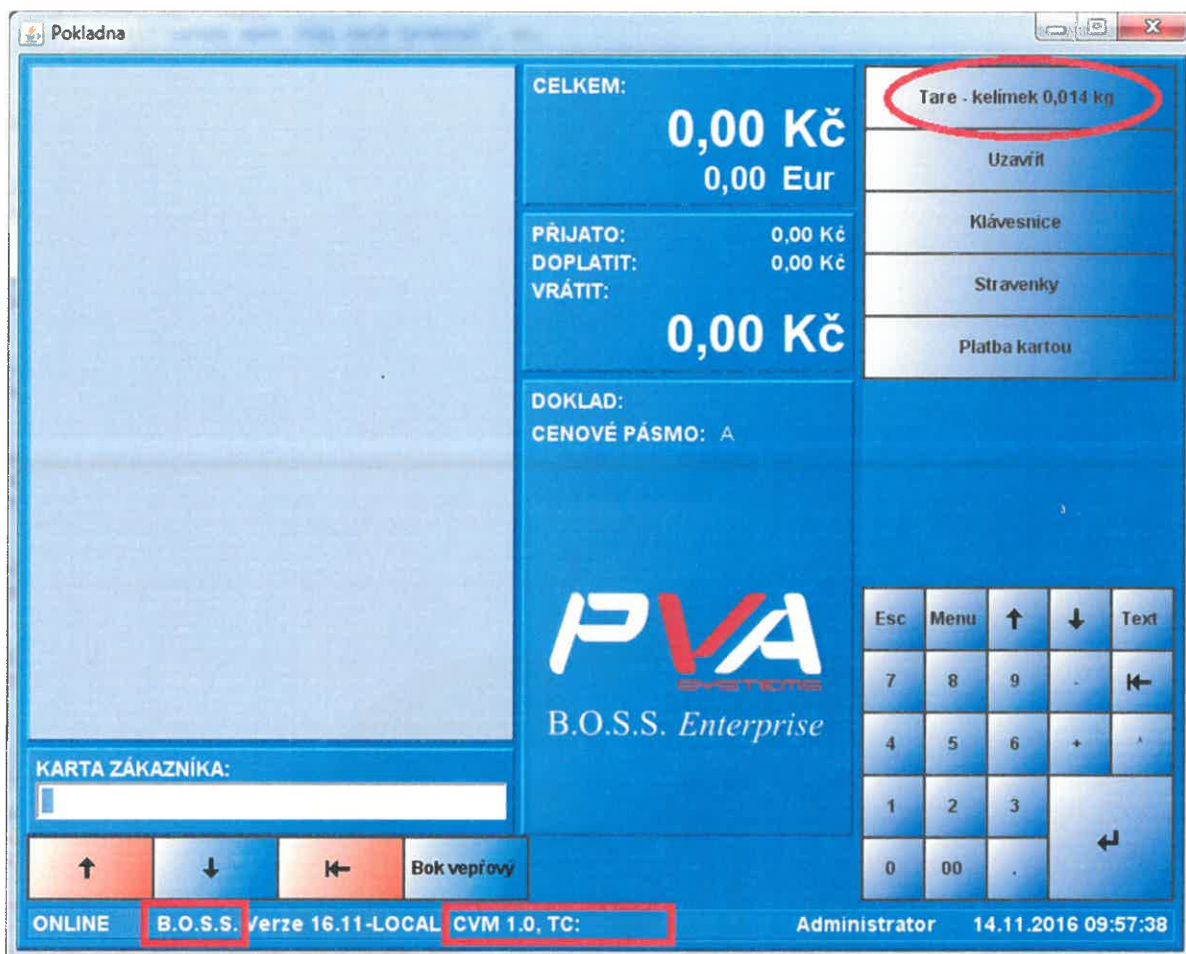 Pokladna
CELKEM:
0,00 Kč
0,00 Eur
PŘIJATO: 0,00 Kč
DOPLATIT: 0,00 Kč
VRÁTIT:
0,00 Kč
DOKLAD:
CENOVÉ PÁSMO: A
PVA
SYSTEMS
B.O.S.S. Enterprise
Tare - kelímek 0,014 kg
Uzavřít
Klávesnice
Stravenky
Platba kartou
Esc Menu ↑ ↓ Text
7 8 9 -
4 5 6 + ^
1 2 3
0 00 .
KARTA ZÁKAZNÍKA:
Bok vepřový
ONLINE B.O.S.S. Verze 16.11-LOCAL CVM 1.0, TC: Administrator 14.11.2016 09:57:38